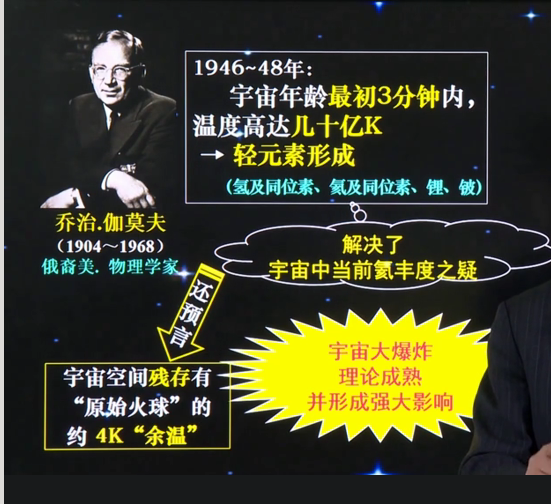 1946~48年：
宇宙年龄最初3分钟内，
温度高达几十亿K
→ 轻元素形成
（氢及同位素、氦及同位素、锂、铍）
乔治.伽莫夫
（1904～1968）
俄裔美. 物理学家
解决了
宇宙中当前氦丰度之疑
还预言
宇宙空间残存有
“原始火球”的
约 4K“余温”
宇宙大爆炸
理论成熟
并形成强大影响